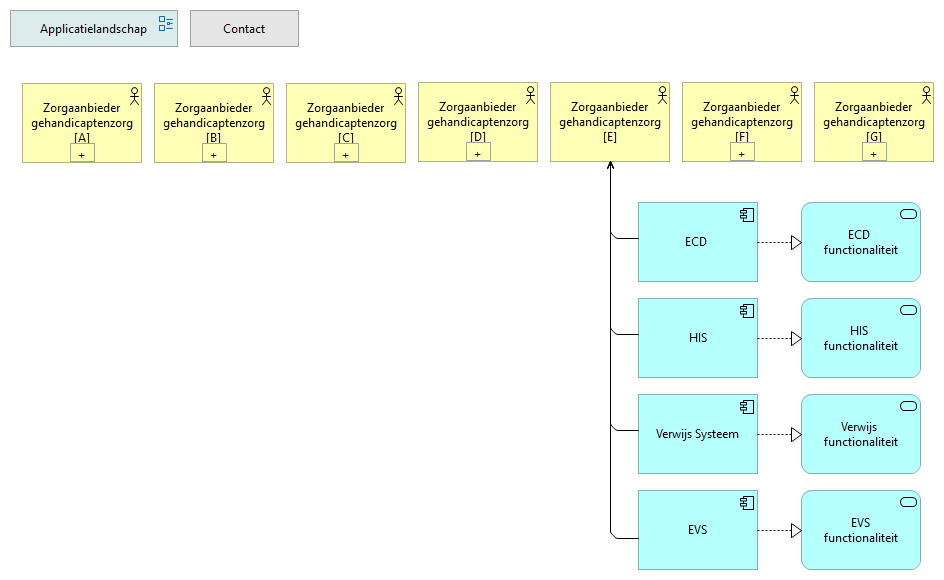 Applicatielandschap
Contact
Zorgaanbieder
gehandicaptenzorg
[A]
+
Zorgaanbieder
gehandicaptenzorg
[B]
+
Zorgaanbieder
gehandicaptenzorg
[C]
+
Zorgaanbieder
gehandicaptenzorg
[D]
+
Zorgaanbieder
gehandicaptenzorg
[E]
Zorgaanbieder
gehandicaptenzorg
[F]
+
Zorgaanbieder
gehandicaptenzorg
[G]
+
ECD
ECD
functionaliteit
HIS
HIS
functionaliteit
Verwijs Systeem
Verwijs
functionaliteit
EVS
EVS
functionaliteit